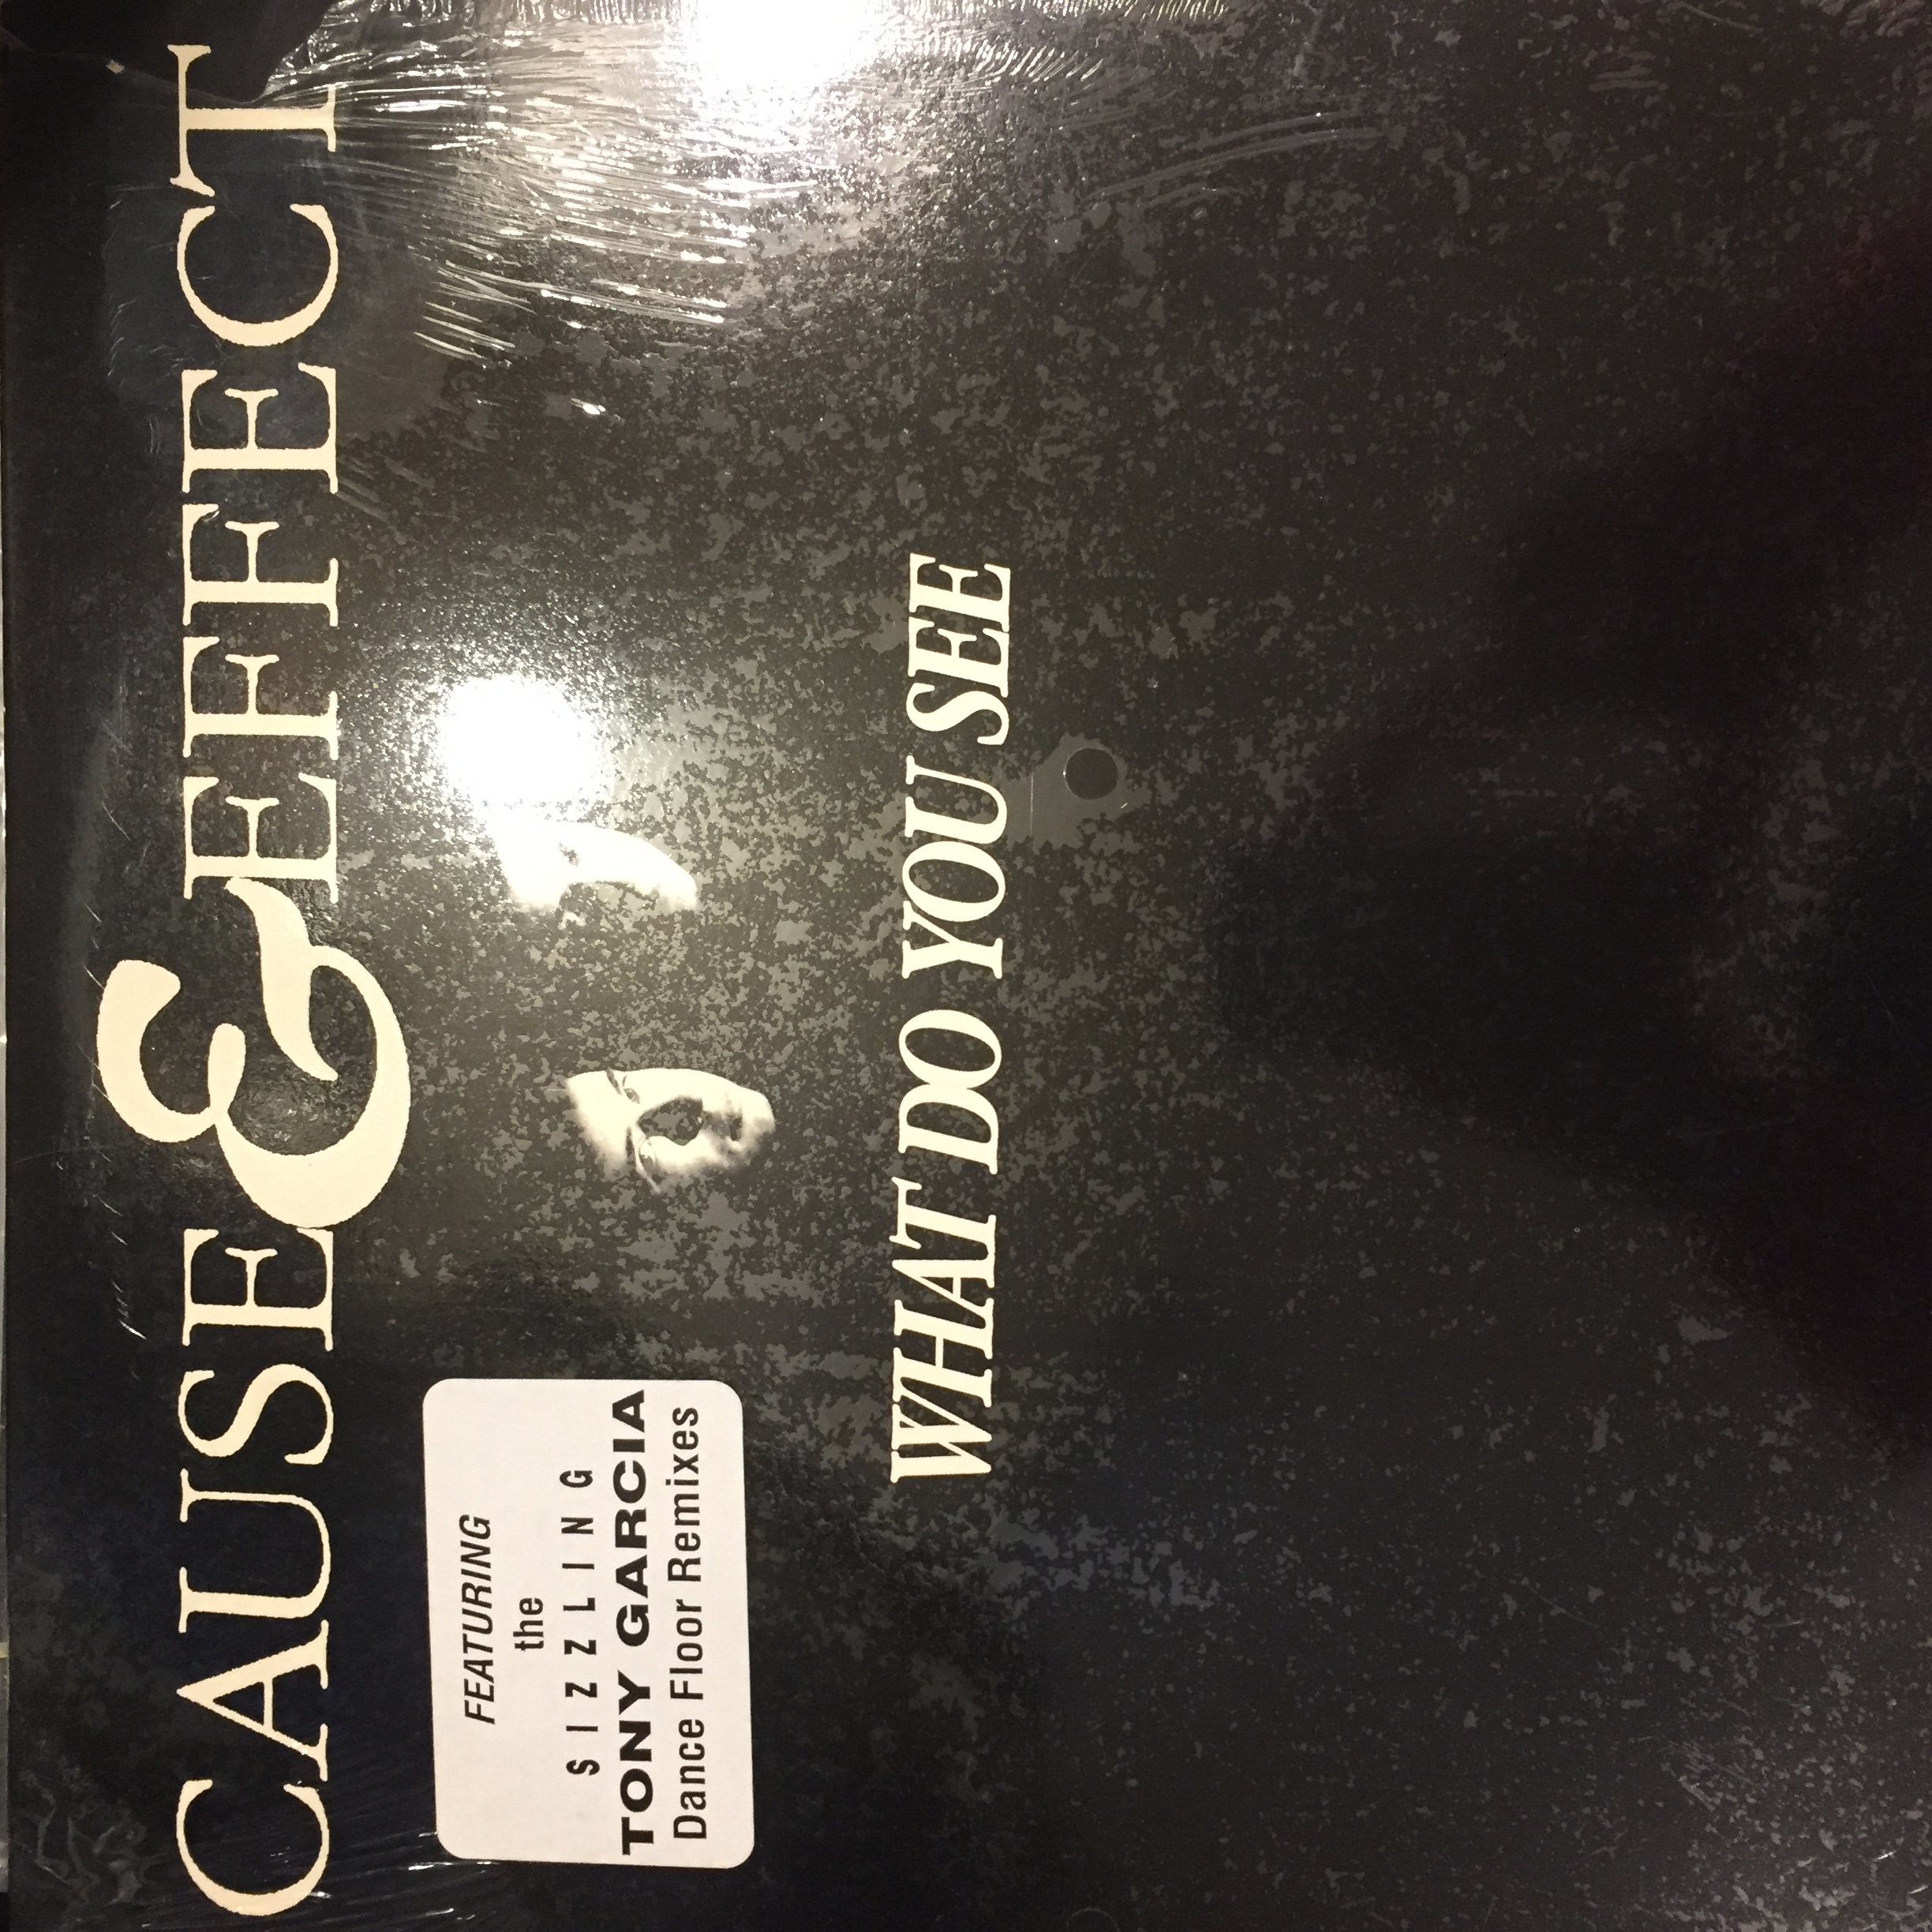 CAUSE & EFFECT
FEATURING
the
SIZZLING
TONY GARCIA
Dance Floor Remixes
WHAT DO YOU SEE